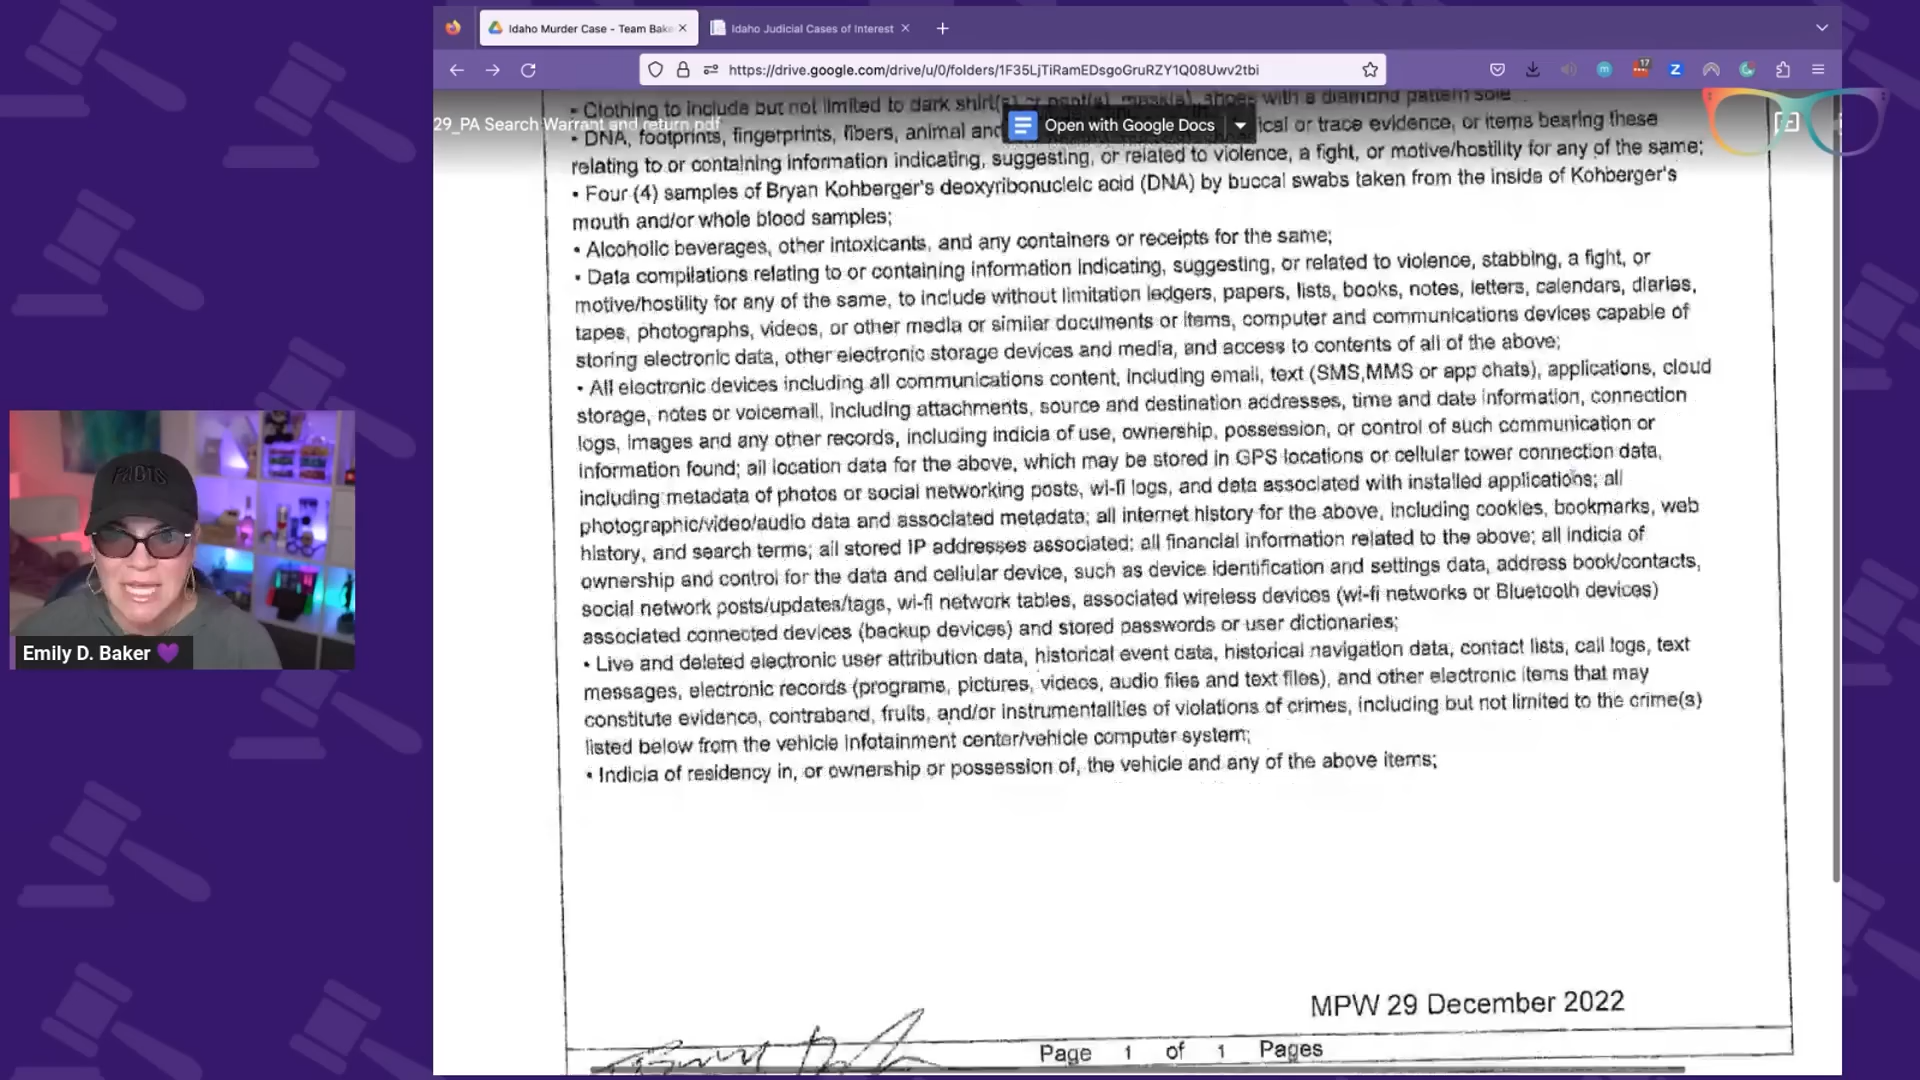 Idaho Murder Case - Team Bake
Idaho Judicial Cases of Interest
https://drive.google.com/drive/u/0/folders/1F35LjTiRamEDsgoGruRZY1Q08Uwv2tbi
17
29_PA Search Warrant and return.pdf
Open with Google Docs
• Clothing to include but not limited to dark shirt(s) or pant(s), mask(s), shoes with a diamond pattern sole
• DNA, footprints, fingerprints, fibers, animal and ical or trace evidence, or items bearing these
relating to or containing information indicating, suggesting, or related to violence, a fight, or motive/hostility for any of the same;
• Four (4) samples of Bryan Kohberger's deoxyribonucleic acid (DNA) by buccal swabs taken from the inside of Kohberger's
mouth and/or whole blood samples;
• Alcoholic beverages, other intoxicants, and any containers or receipts for the same;
• Data compilations relating to or containing information indicating, suggesting, or related to violence, stabbing, a fight, or
motive/hostility for any of the same, to include without limitation ledgers, papers, lists, books, notes, letters, calendars, diaries,
tapes, photographs, videos, or other media or similar documents or items, computer and communications devices capable of
storing electronic data, other electronic storage devices and media, and access to contents of all of the above;
• All electronic devices including all communications content, including email, text (SMS,MMS or app chats), applications, cloud
storage, notes or voicemail, including attachments, source and destination addresses, time and date information, connection
logs, images and any other records, including indicia of use, ownership, possession, or control of such communication or
information found; all location data for the above, which may be stored in GPS locations or cellular tower connection data,
including metadata of photos or social networking posts, wi-fi logs, and data associated with installed applications; all
photographic/video/audio data and associated metadata; all internet history for the above, including cookies, bookmarks, web
history, and search terms; all stored IP addresses associated; all financial information related to the above; all indicia of
ownership and control for the data and cellular device, such as device identification and settings data, address book/contacts,
social network posts/updates/tags, wi-fi network tables, associated wireless devices (wi-fi networks or Bluetooth devices)
associated connected devices (backup devices) and stored passwords or user dictionaries;
• Live and deleted electronic user attribution data, historical event data, historical navigation data, contact lists, call logs, text
messages, electronic records (programs, pictures, videos, audio files and text files), and other electronic items that may
constitute evidence, contraband, fruits, and/or instrumentalities of violations of crimes, including but not limited to the crime(s)
listed below from the vehicle infotainment center/vehicle computer system;
• Indicia of residency in, or ownership or possession of, the vehicle and any of the above items;
MPW 29 December 2022
Page 1 of 1 Pages
FACTS
Emily D. Baker 💜